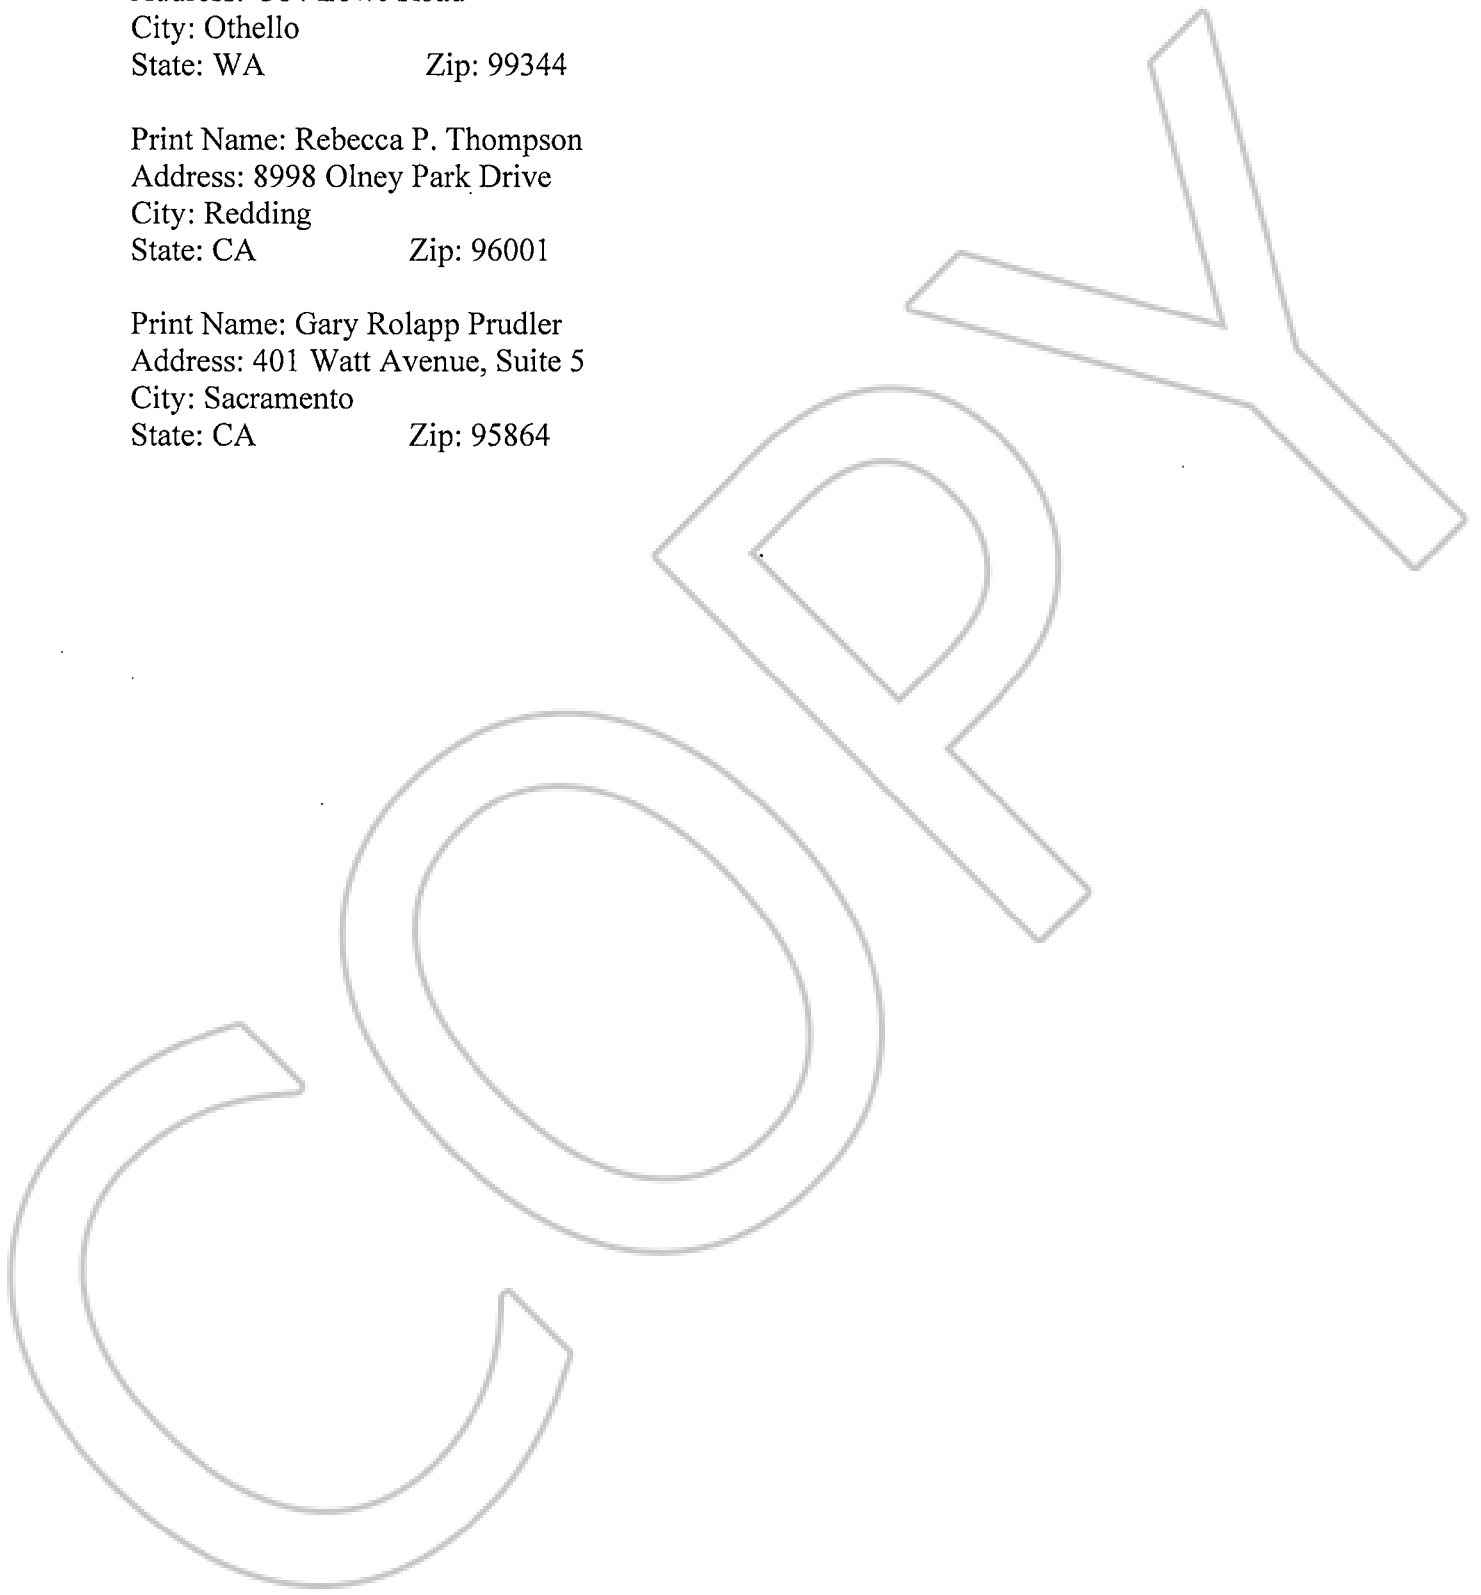 City: Othello
State: WA Zip: 99344
Print Name: Rebecca P. Thompson
Address: 8998 Olney Park Drive
City: Redding
State: CA Zip: 96001
Print Name: Gary Rolapp Prudler
Address: 401 Watt Avenue, Suite 5
City: Sacramento
State: CA Zip: 95864
COPY